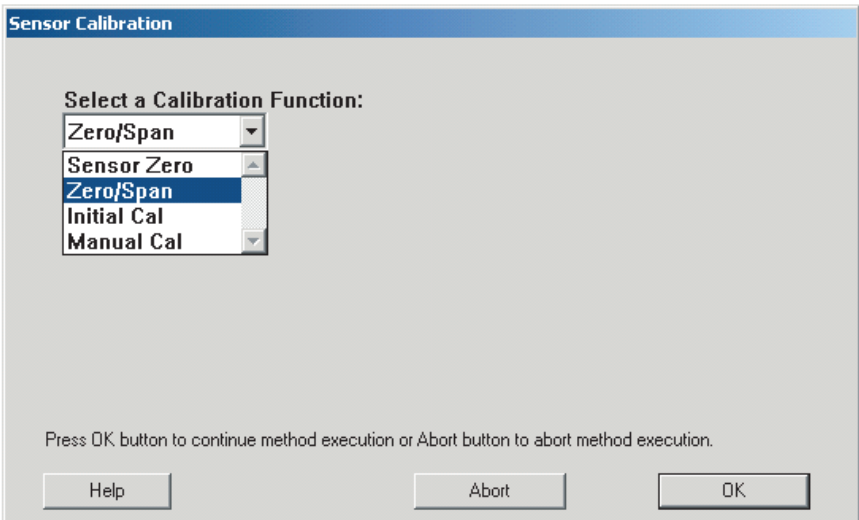 Sensor Calibration
Select a Calibration Function:
Zero/Span
Sensor Zero
Zero/Span
Initial Cal
Manual Cal
Press OK button to continue method execution or Abort button to abort method execution.
Help
Abort
OK